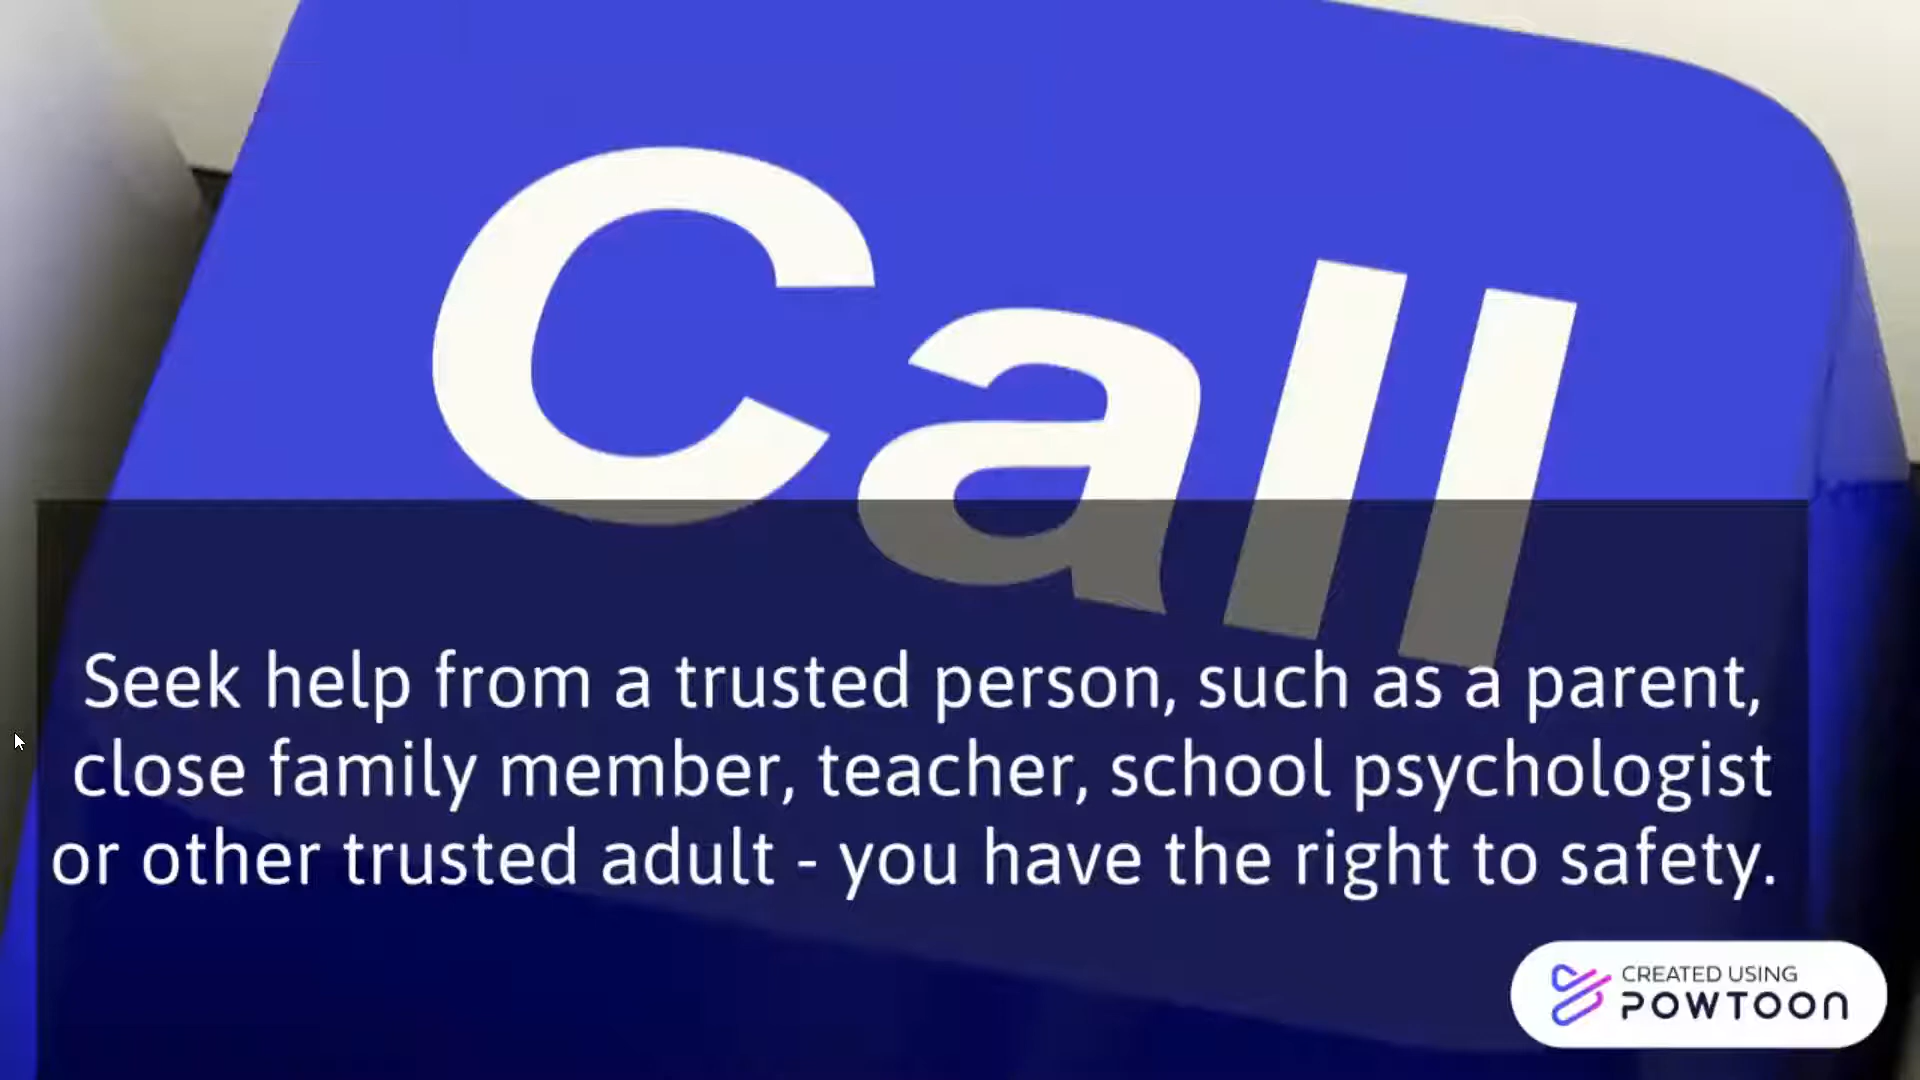 Call
Seek help from a trusted person, such as a parent,
close family member, teacher, school psychologist
or other trusted adult - you have the right to safety.
CREATED USING
POWTOON